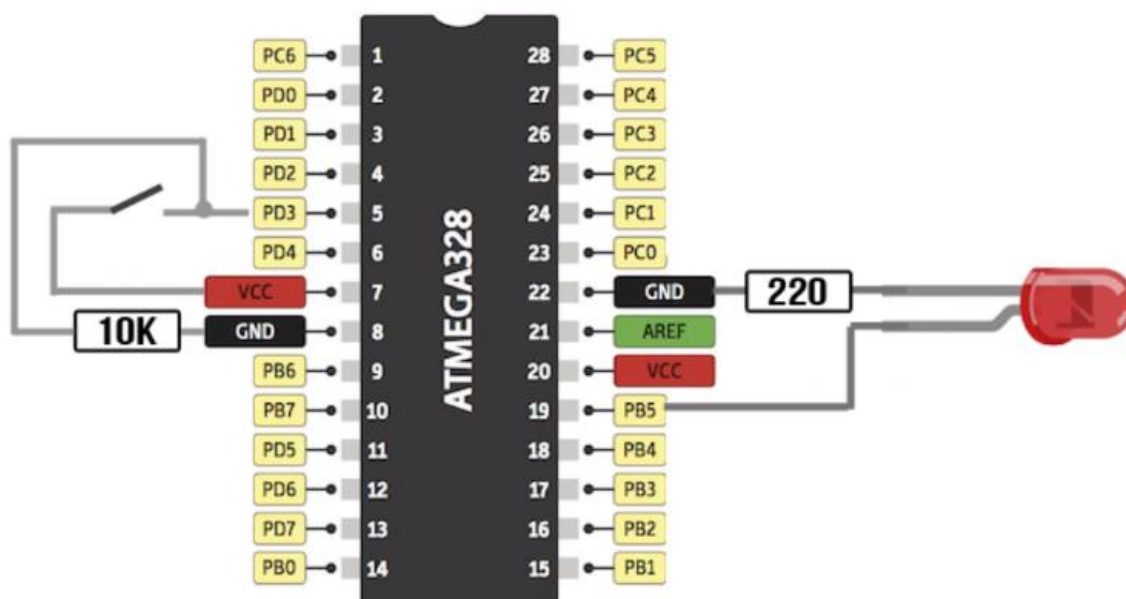 PC6 1 28 PC5
PD0 2 27 PC4
PD1 3 26 PC3
PD2 4 25 PC2
PD3 5 24 PC1
PD4 6 23 PC0
VCC 7 22 GND 220
10K GND 8 21 AREF
PB6 9 20 VCC
PB7 10 19 PB5
PD5 11 18 PB4
PD6 12 17 PB3
PD7 13 16 PB2
PB0 14 15 PB1
ATMEGA328